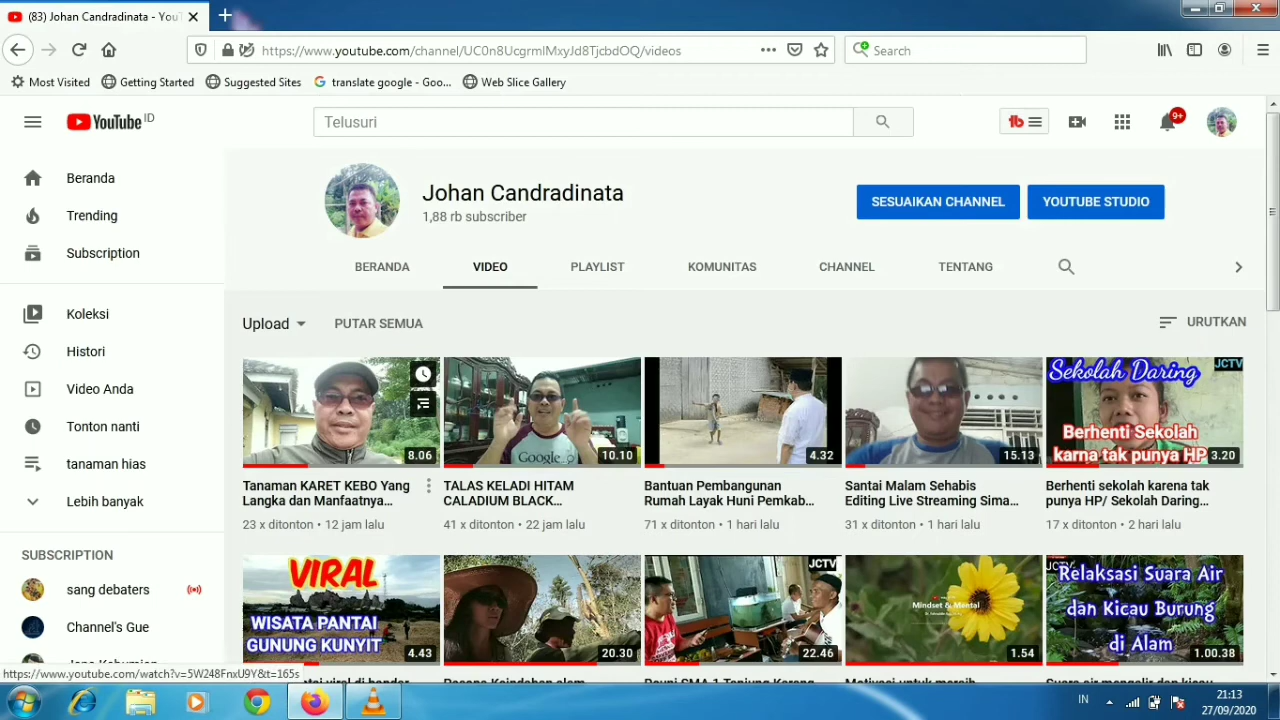 (83) Johan Candradinata - YouT
https://www.youtube.com/channel/UC0n8UcgrmlMxyJd8TjcbdOQ/videos
Search
Most Visited
Getting Started
Suggested Sites
translate google - Goo...
Web Slice Gallery
YouTube ID
Telusuri
tb
9+
Beranda
Trending
Subscription
Koleksi
Histori
Video Anda
Tonton nanti
tanaman hias
Lebih banyak
SUBSCRIPTION
sang debaters
Channel's Gue
Johan Candradinata
1,88 rb subscriber
SESUAIKAN CHANNEL
YOUTUBE STUDIO
BERANDA
VIDEO
PLAYLIST
KOMUNITAS
CHANNEL
TENTANG
Upload
PUTAR SEMUA
URUTKAN
8.06
Tanaman KARET KEBO Yang
Langka dan Manfaatnya...
23 x ditonton • 12 jam lalu
Google
10.10
TALAS KELADI HITAM
CALADIUM BLACK...
41 x ditonton • 22 jam lalu
4.32
Bantuan Pembangunan
Rumah Layak Huni Pemkab...
71 x ditonton • 1 hari lalu
15.13
Santai Malam Sehabis
Editing Live Streaming Sima...
31 x ditonton • 1 hari lalu
Sekolah Daring
JCTV
Berhenti Sekolah
karna tak punya HP
3.20
Berhenti sekolah karena tak
punya HP/ Sekolah Daring...
17 x ditonton • 2 hari lalu
VIRAL
WISATA PANTAI
GUNUNG KUNYIT
4.43
20.30
JCTV
22.46
Mindset & Mental
1.54
JCTV
Relaksasi Suara Air
dan Kicau Burung
di Alam
1.00.38
https://www.youtube.com/watch?v=5W248FnxU9Y&t=165s
IN
21:13
27/09/2020